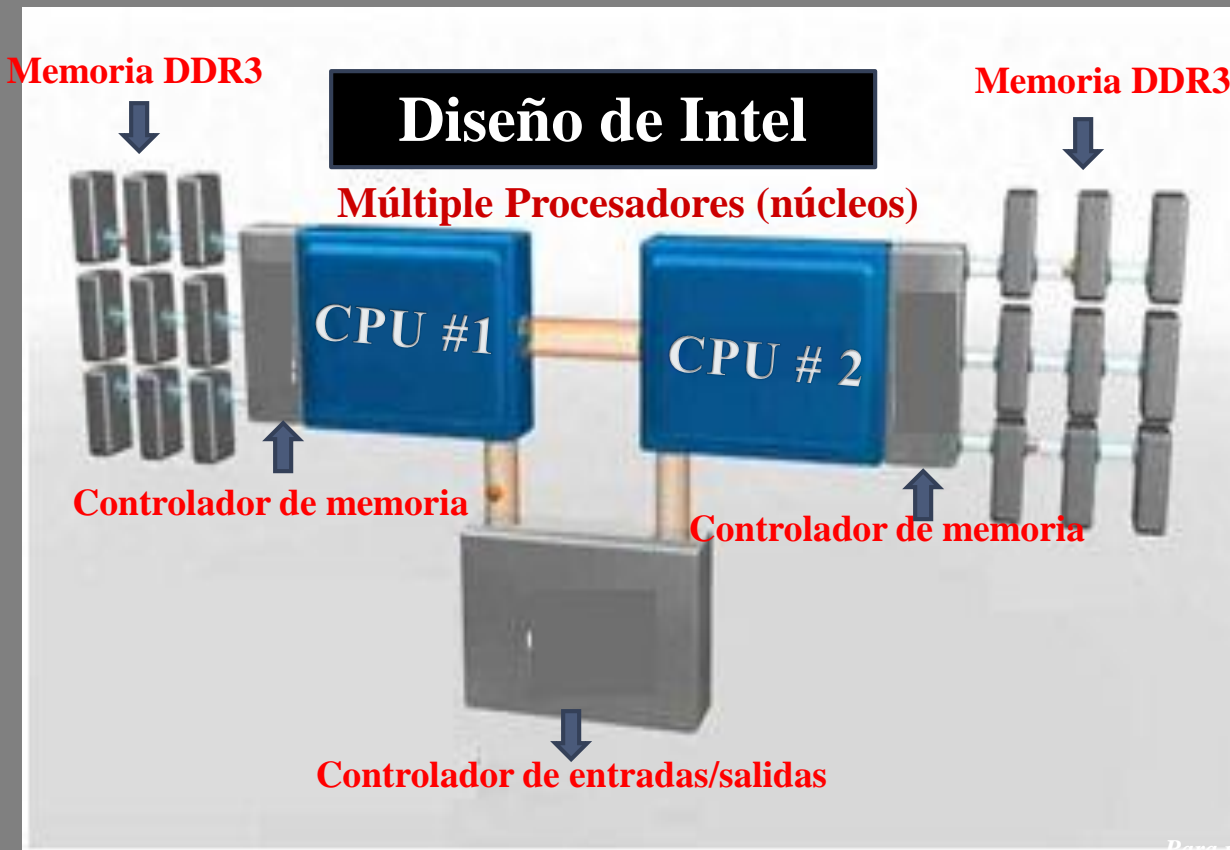 Memoria DDR3
Memoria DDR3
Diseño de Intel
Múltiple Procesadores (núcleos)
CPU #1
CPU # 2
Controlador de memoria
Controlador de memoria
Controlador de entradas/salidas